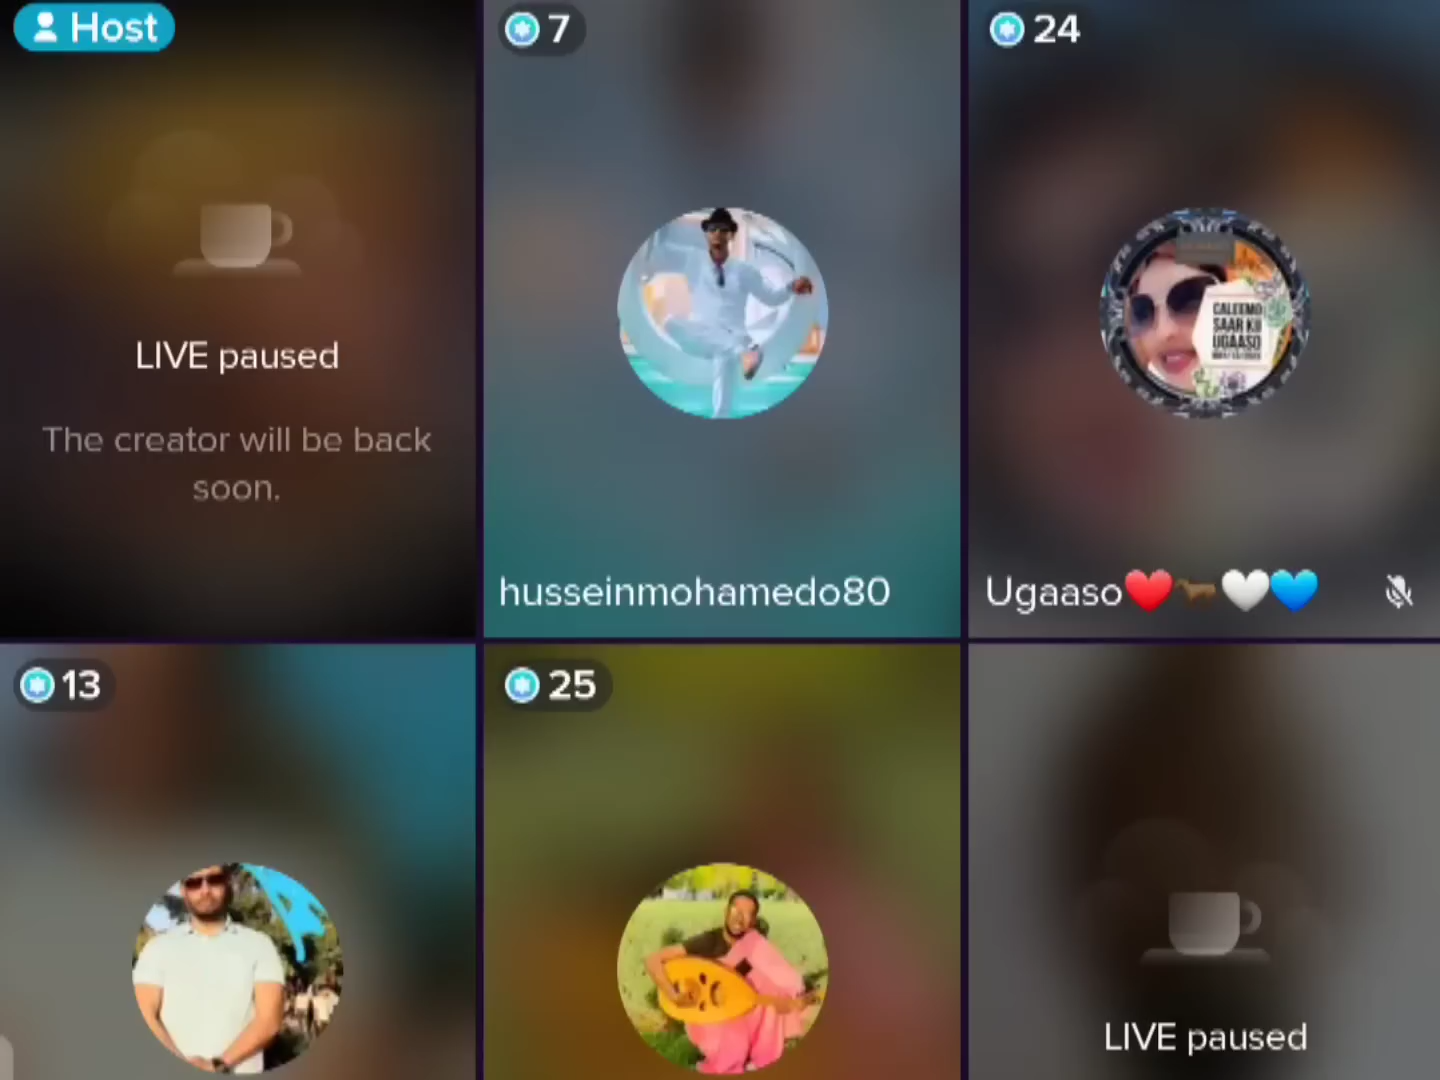 Host
7
24
LIVE paused
The creator will be back
soon.
CALEEMO
SAAR KU
UGAASO
husseinmohamedo80
Ugaaso❤️🐕🤍💙
13
25
LIVE paused